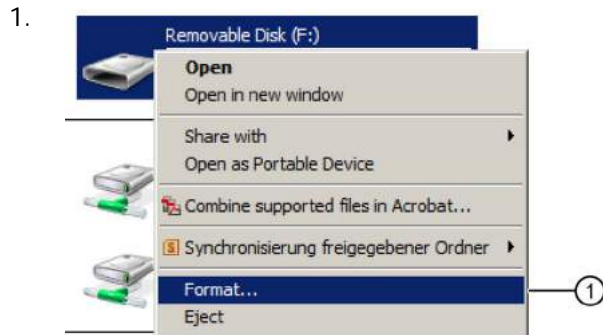 1.
Removable Disk (F:)
Open
Open in new window
Share with
Open as Portable Device
Combine supported files in Acrobat...
S Synchronisierung freigegebener Ordner
Format...
1
Eject